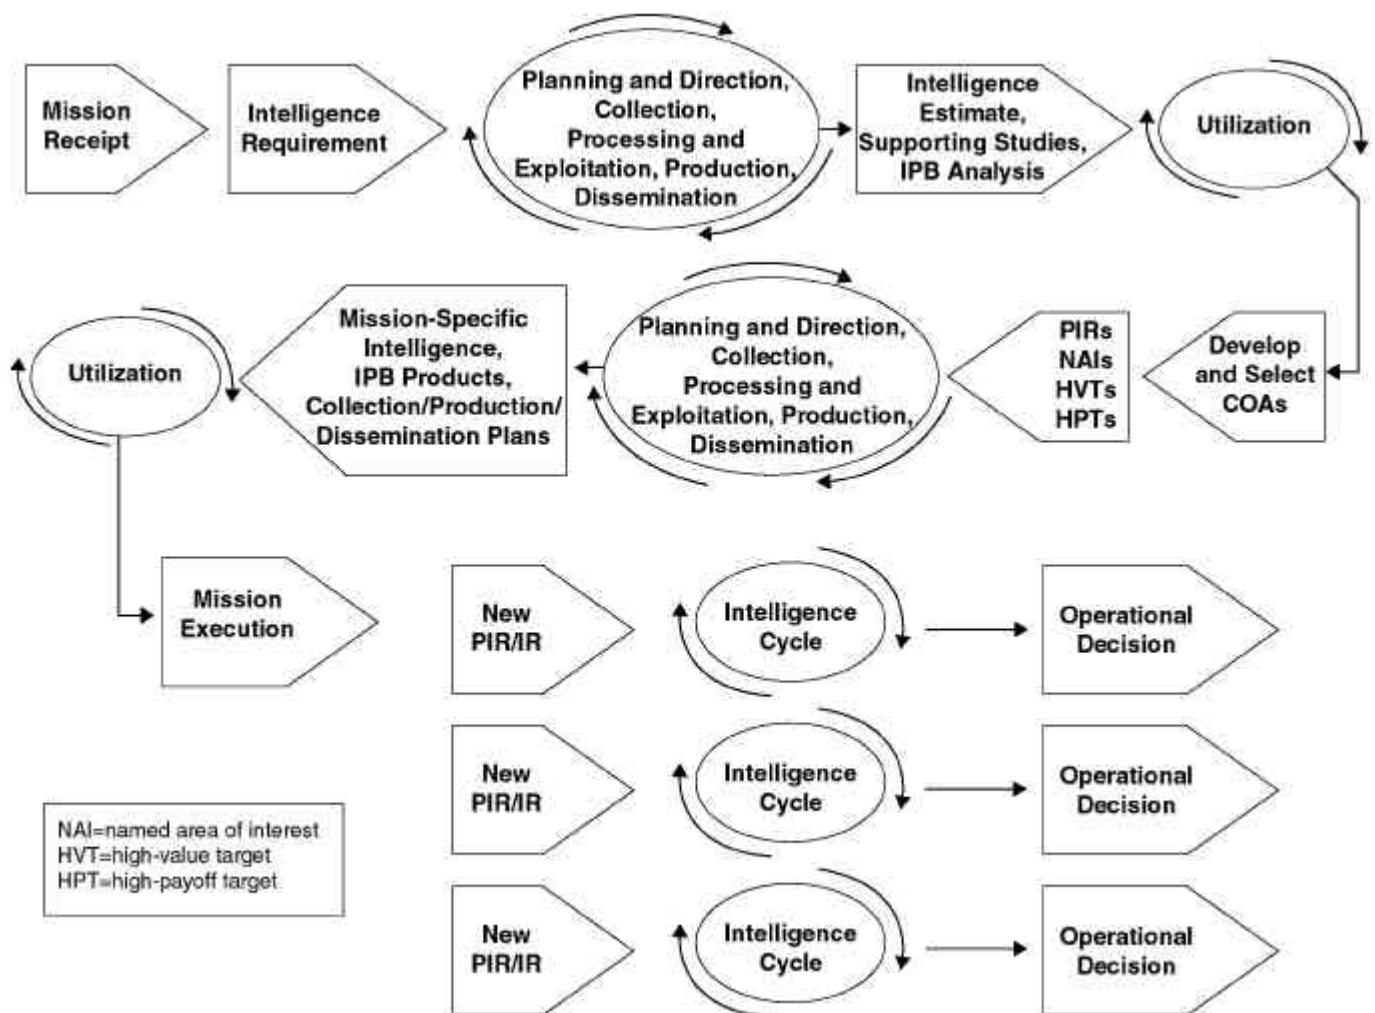 Mission
Receipt
Intelligence
Requirement
Planning and Direction,
Collection,
Processing and
Exploitation, Production,
Dissemination
Intelligence
Estimate,
Supporting Studies,
IPB Analysis
Utilization
Develop
and Select
COAs
PIRs
NAIs
HVTs
HPTs
Planning and Direction,
Collection,
Processing and
Exploitation, Production,
Dissemination
Mission-Specific
Intelligence,
IPB Products,
Collection/Production/
Dissemination Plans
Utilization
Mission
Execution
New
PIR/IR
Intelligence
Cycle
Operational
Decision
New
PIR/IR
Intelligence
Cycle
Operational
Decision
New
PIR/IR
Intelligence
Cycle
Operational
Decision
NAI=named area of interest
HVT=high-value target
HPT=high-payoff target